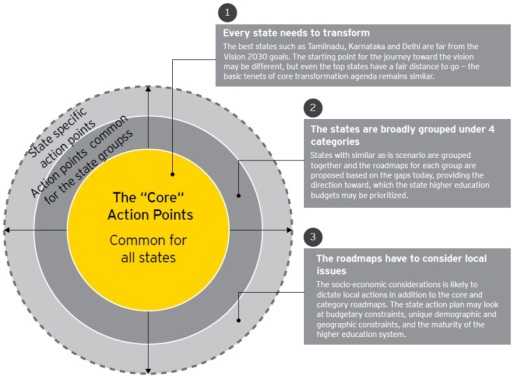 1
Every state needs to transform
The best states such as Tamilnadu, Karnataka and Delhi are far from the
Vision 2030 goals. The starting point for the journey toward the vision
may be different, but even the top states have a fair distance to go – the
basic tenets of core transformation agenda remains similar.
2
The states are broadly grouped under 4
categories
States with similar as-is scenario are grouped
together and the roadmaps for each group are
proposed based on the gaps today, providing the
direction toward, which the state higher education
budgets may be prioritized.
3
The roadmaps have to consider local
issues
The socio-economic considerations is likely to
dictate local actions in addition to the core and
category roadmaps. The state action plan may look
at budgetary constraints, unique demographic and
geographic constraints, and the maturity of the
higher education system.
State specific
action points
Action points common
for the state groupss
The "Core"
Action Points
Common for
all states